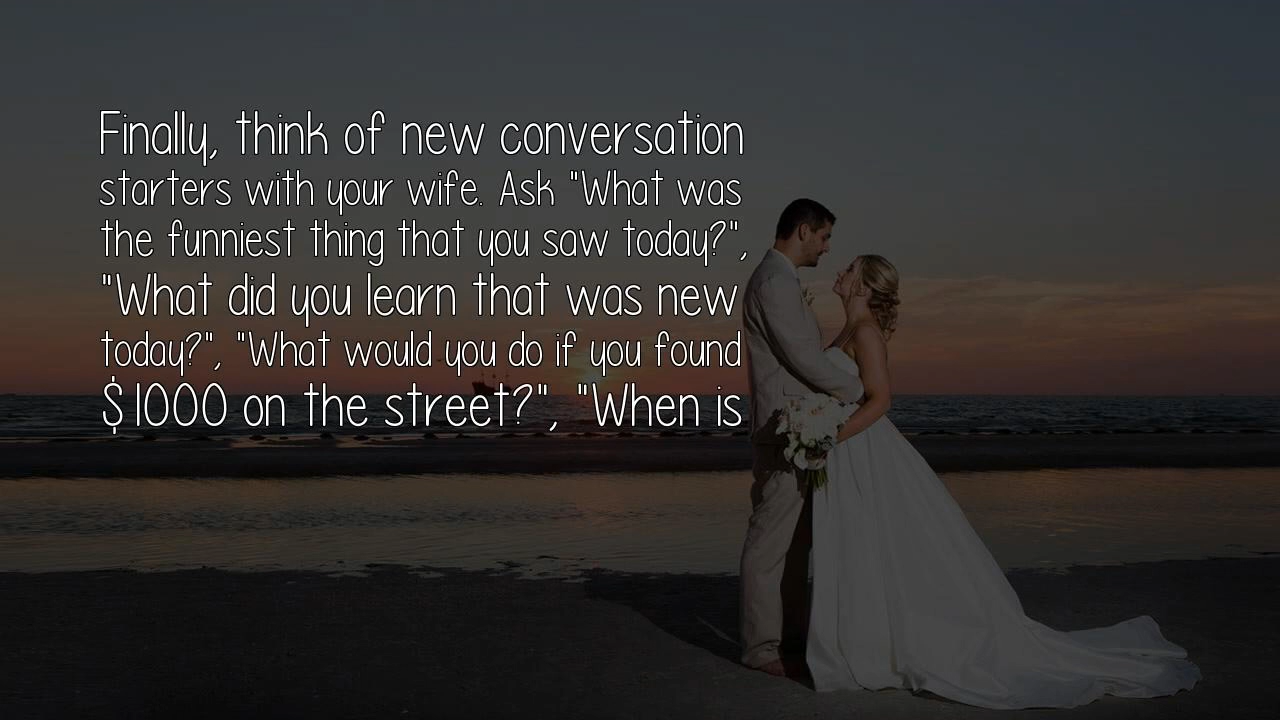 Finally, think of new conversation
starters with your wife. Ask "What was
the funniest thing that you saw today?",
"What did you learn that was new
today?", "What would you do if you found
$1000 on the street?", "When is